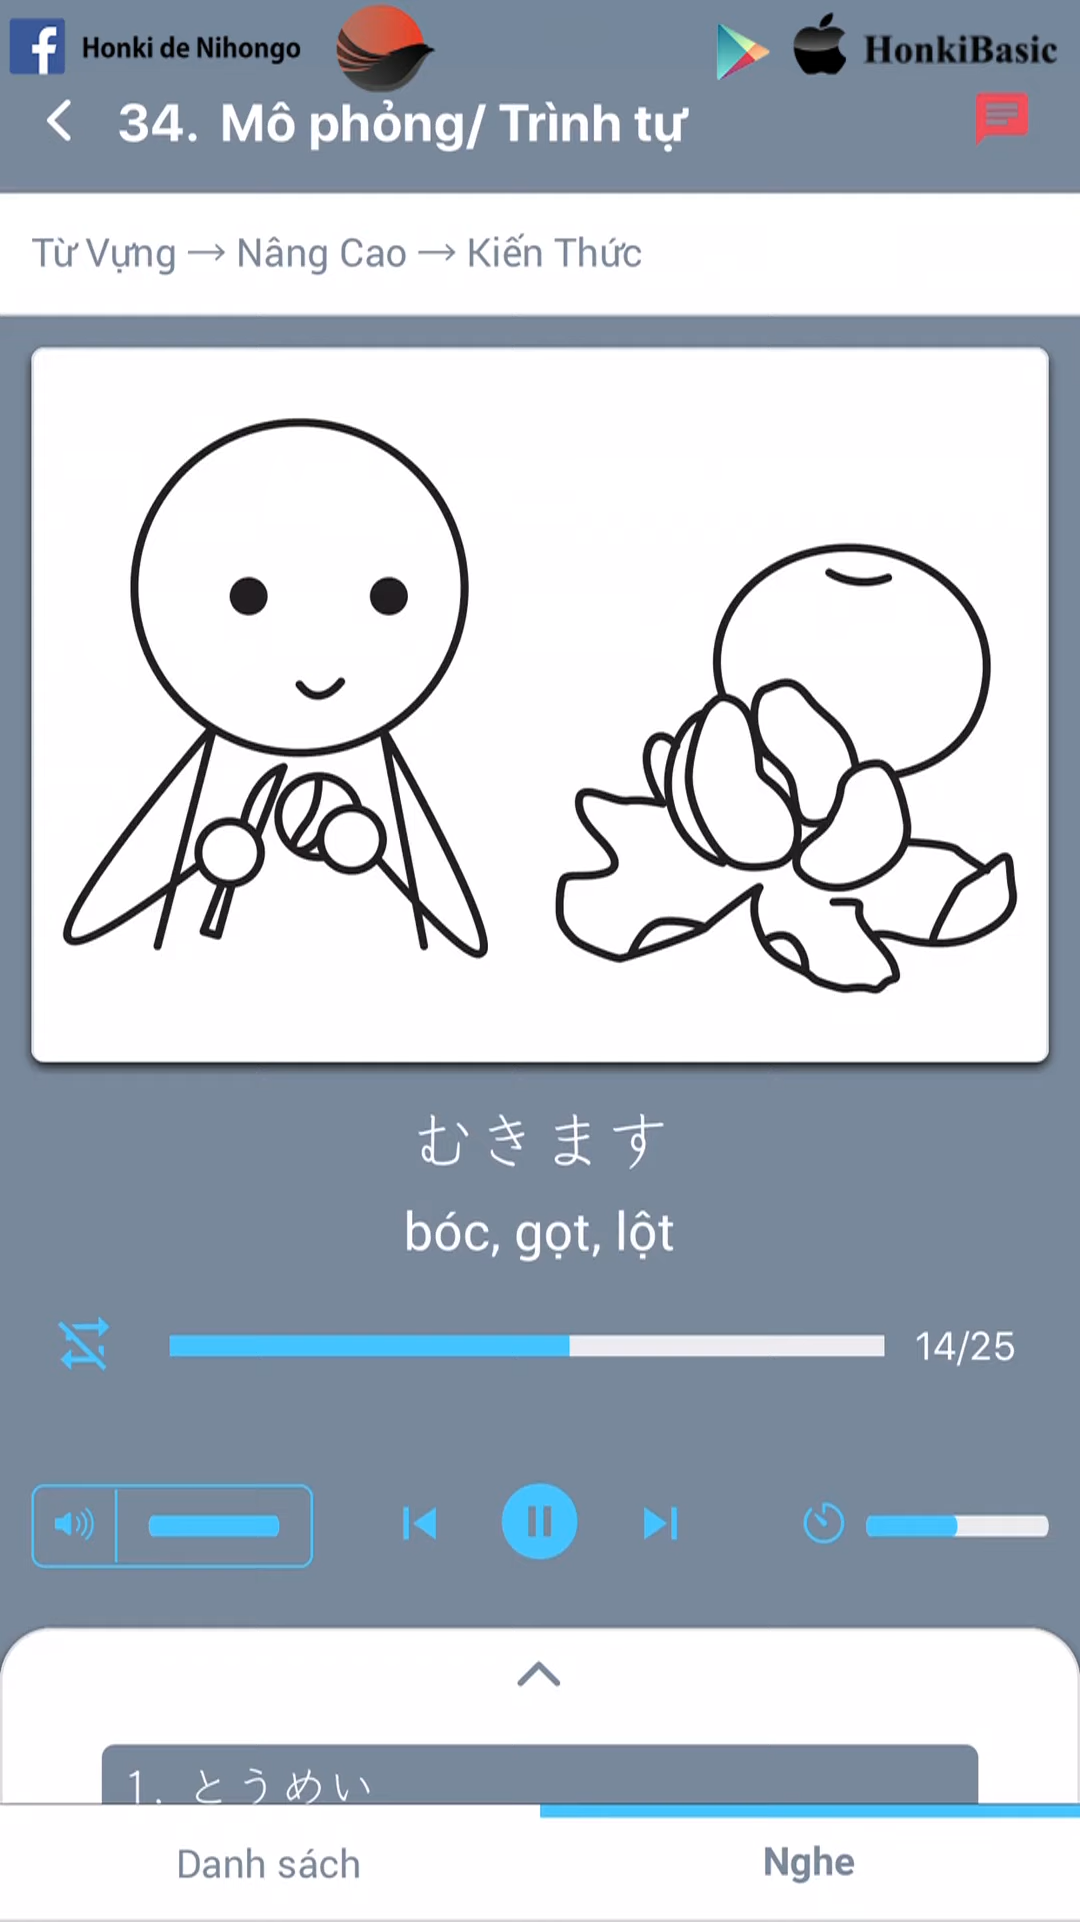 Honki de Nihongo
HonkiBasic
34. Mô phỏng/ Trình tự
Từ Vựng → Nâng Cao → Kiến Thức
むきます
bóc, gọt, lột
14/25
1. とうめい
Danh sách
Nghe